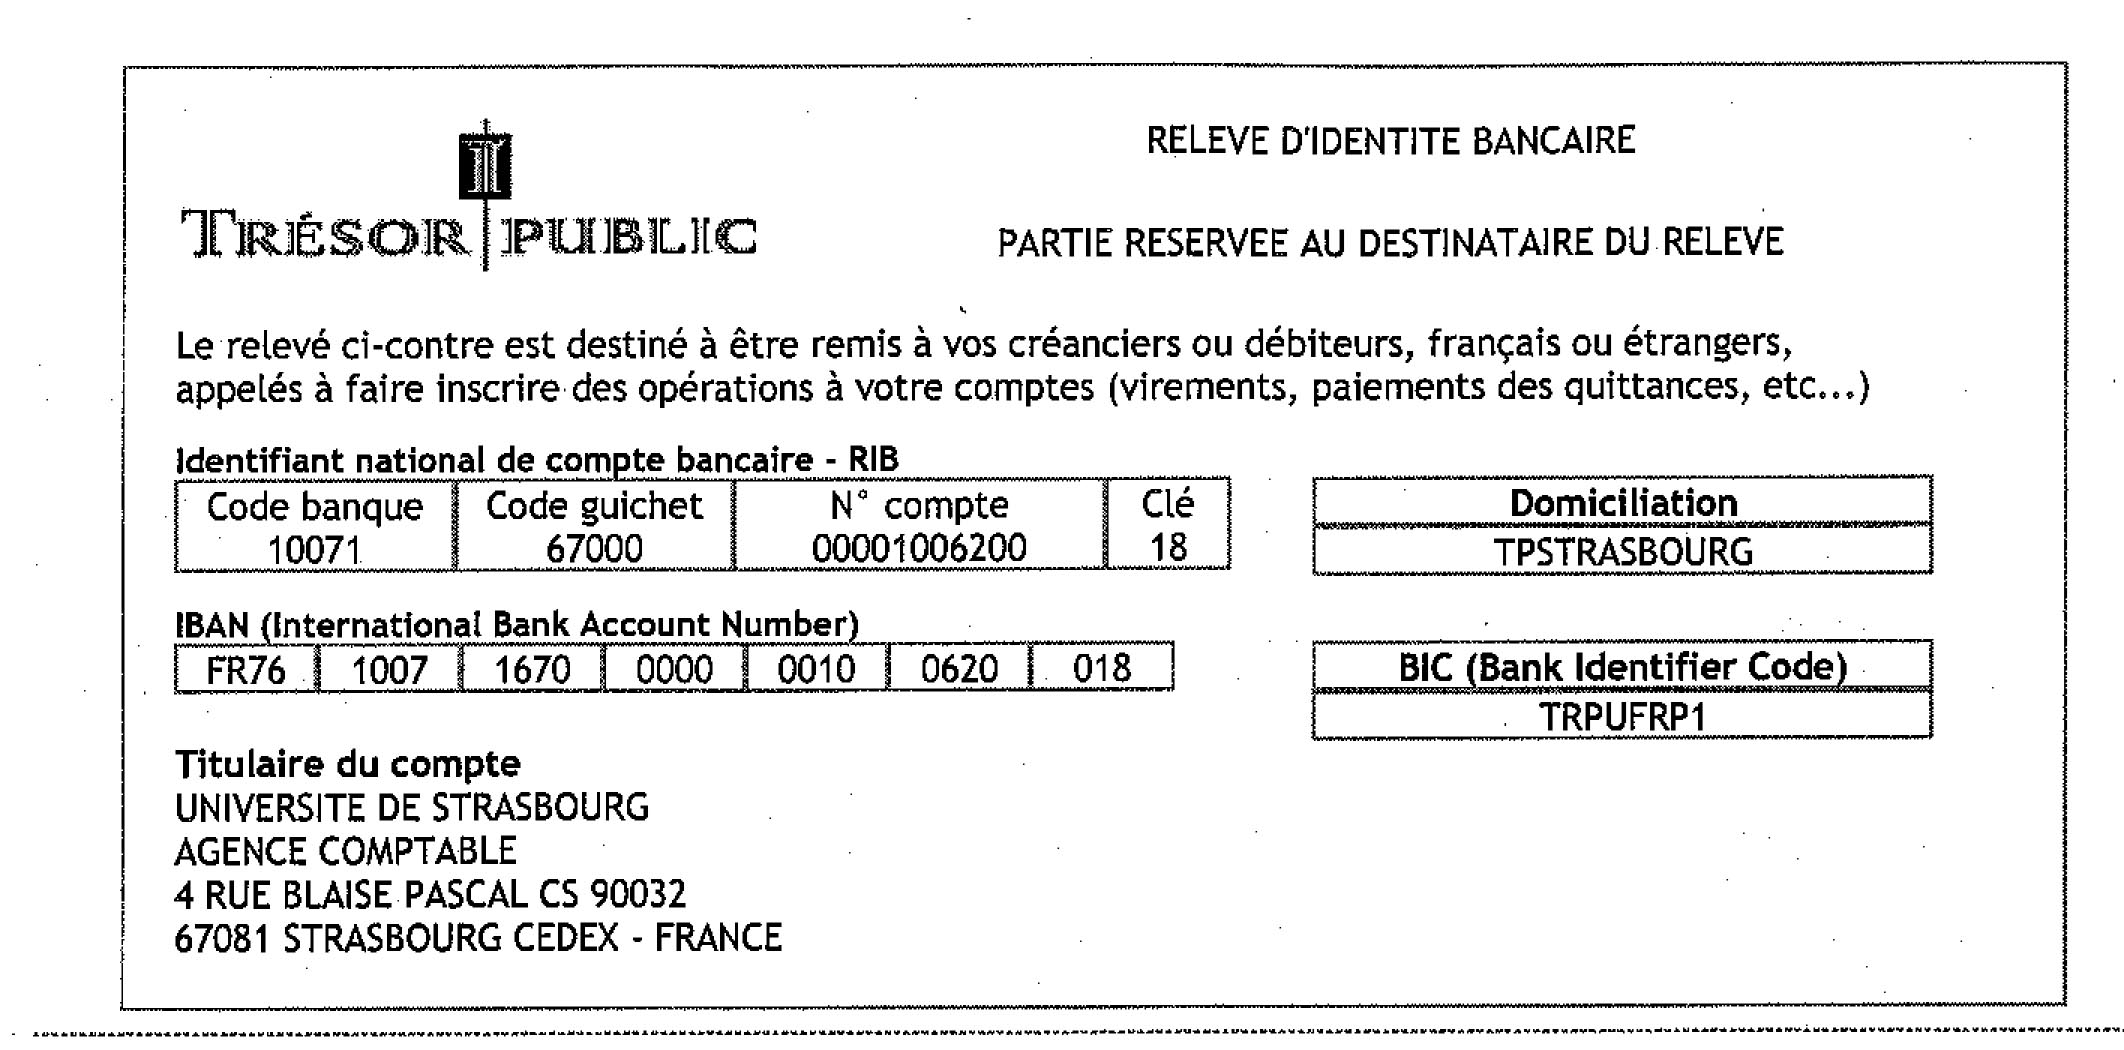 TRÉSOR PUBLIC
RELEVE D'IDENTITE BANCAIRE
PARTIE RESERVEE AU DESTINATAIRE DU RELEVE
Le relevé ci-contre est destiné à être remis à vos créanciers ou débiteurs, français ou étrangers,
appelés à faire inscrire des opérations à votre comptes (virements, paiements des quittances, etc...)
Identifiant national de compte bancaire - RIB
Code banque Code guichet N° compte Clé
10071 67000 00001006200 18
Domiciliation
TPSTRASBOURG
IBAN (International Bank Account Number)
FR76 1007 1670 0000 0010 0620 018
BIC (Bank Identifier Code)
TRPUFRP1
Titulaire du compte
UNIVERSITE DE STRASBOURG
AGENCE COMPTABLE
4 RUE BLAISE PASCAL CS 90032
67081 STRASBOURG CEDEX - FRANCE